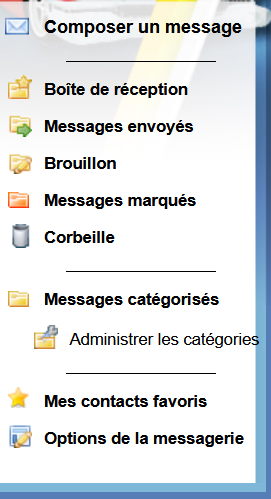 Composer un message
Boîte de réception
Messages envoyés
Brouillon
Messages marqués
Corbeille
Messages catégorisés
Administrer les catégories
Mes contacts favoris
Options de la messagerie